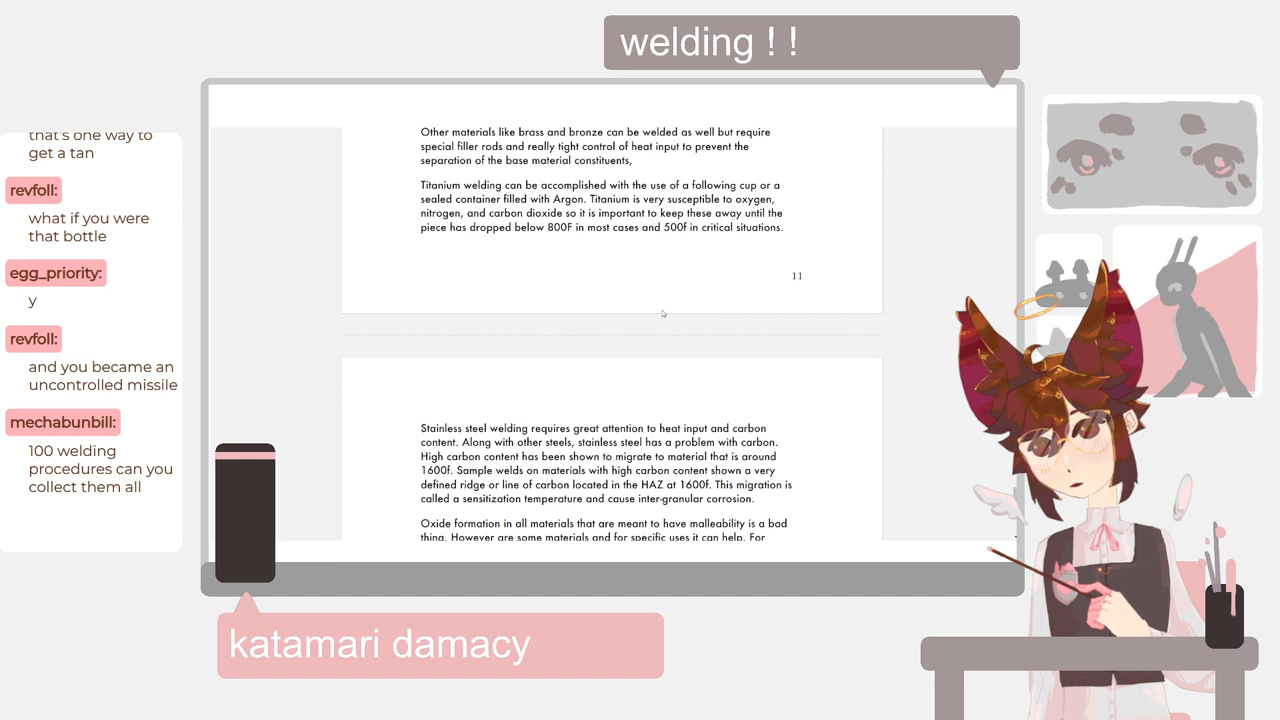 welding ! !
that's one way to
get a tan
revfoll:
what if you were
that bottle
egg_priority:
y
revfoll:
and you became an
uncontrolled missile
mechabunbill:
100 welding
procedures can you
collect them all
Other materials like brass and bronze can be welded as well but require
special filler rods and really tight control of heat input to prevent the
separation of the base material constituents,
Titanium welding can be accomplished with the use of a following cup or a
sealed container filled with Argon. Titanium is very susceptible to oxygen,
nitrogen, and carbon dioxide so it is important to keep these away until the
piece has dropped below 800F in most cases and 500f in critical situations.
11
Stainless steel welding requires great attention to heat input and carbon
content. Along with other steels, stainless steel has a problem with carbon.
High carbon content has been shown to migrate to material that is around
1600f. Sample welds on materials with high carbon content shown a very
defined ridge or line of carbon located in the HAZ at 1600f. This migration is
called a sensitization temperature and cause inter-granular corrosion.
Oxide formation in all materials that are meant to have malleability is a bad
thing. However are some materials and for specific uses it can help. For
katamari damacy